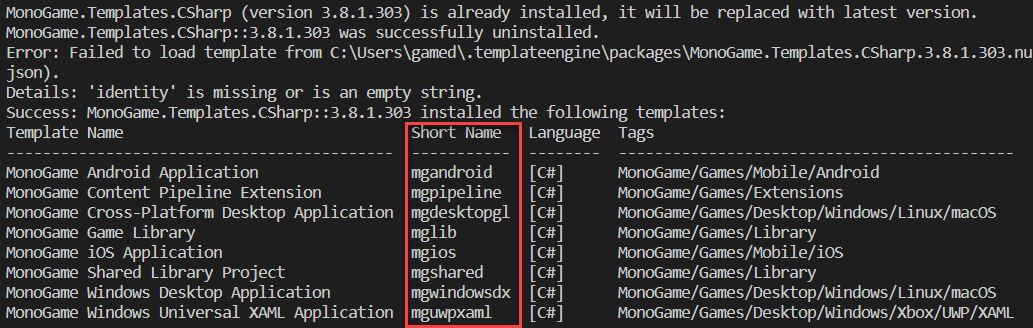 MonoGame.Templates.CSharp (version 3.8.1.303) is already installed, it will be replaced with latest version.
MonoGame.Templates.CSharp::3.8.1.303 was successfully uninstalled.
Error: Failed to load template from C:\Users\gamed\.templateengine\packages\MonoGame.Templates.CSharp.3.8.1.303.nu
json).
Details: 'identity' is missing or is an empty string.
Success: MonoGame.Templates.CSharp::3.8.1.303 installed the following templates:
Template Name                                Short Name   Language  Tags
-------------------------------------------  -----------  --------  --------------------------------------------
MonoGame Android Application                 mgandroid    [C#]      MonoGame/Games/Mobile/Android
MonoGame Content Pipeline Extension          mgpipeline   [C#]      MonoGame/Games/Extensions
MonoGame Cross-Platform Desktop Application  mgdesktopgl  [C#]      MonoGame/Games/Desktop/Windows/Linux/macOS
MonoGame Game Library                        mglib        [C#]      MonoGame/Games/Library
MonoGame iOS Application                     mgios        [C#]      MonoGame/Games/Mobile/iOS
MonoGame Shared Library Project              mgshared     [C#]      MonoGame/Games/Library
MonoGame Windows Desktop Application         mgwindowsdx  [C#]      MonoGame/Games/Desktop/Windows/Linux/macOS
MonoGame Windows Universal XAML Application  mguwpxaml    [C#]      MonoGame/Games/Desktop/Windows/Xbox/UWP/XAML